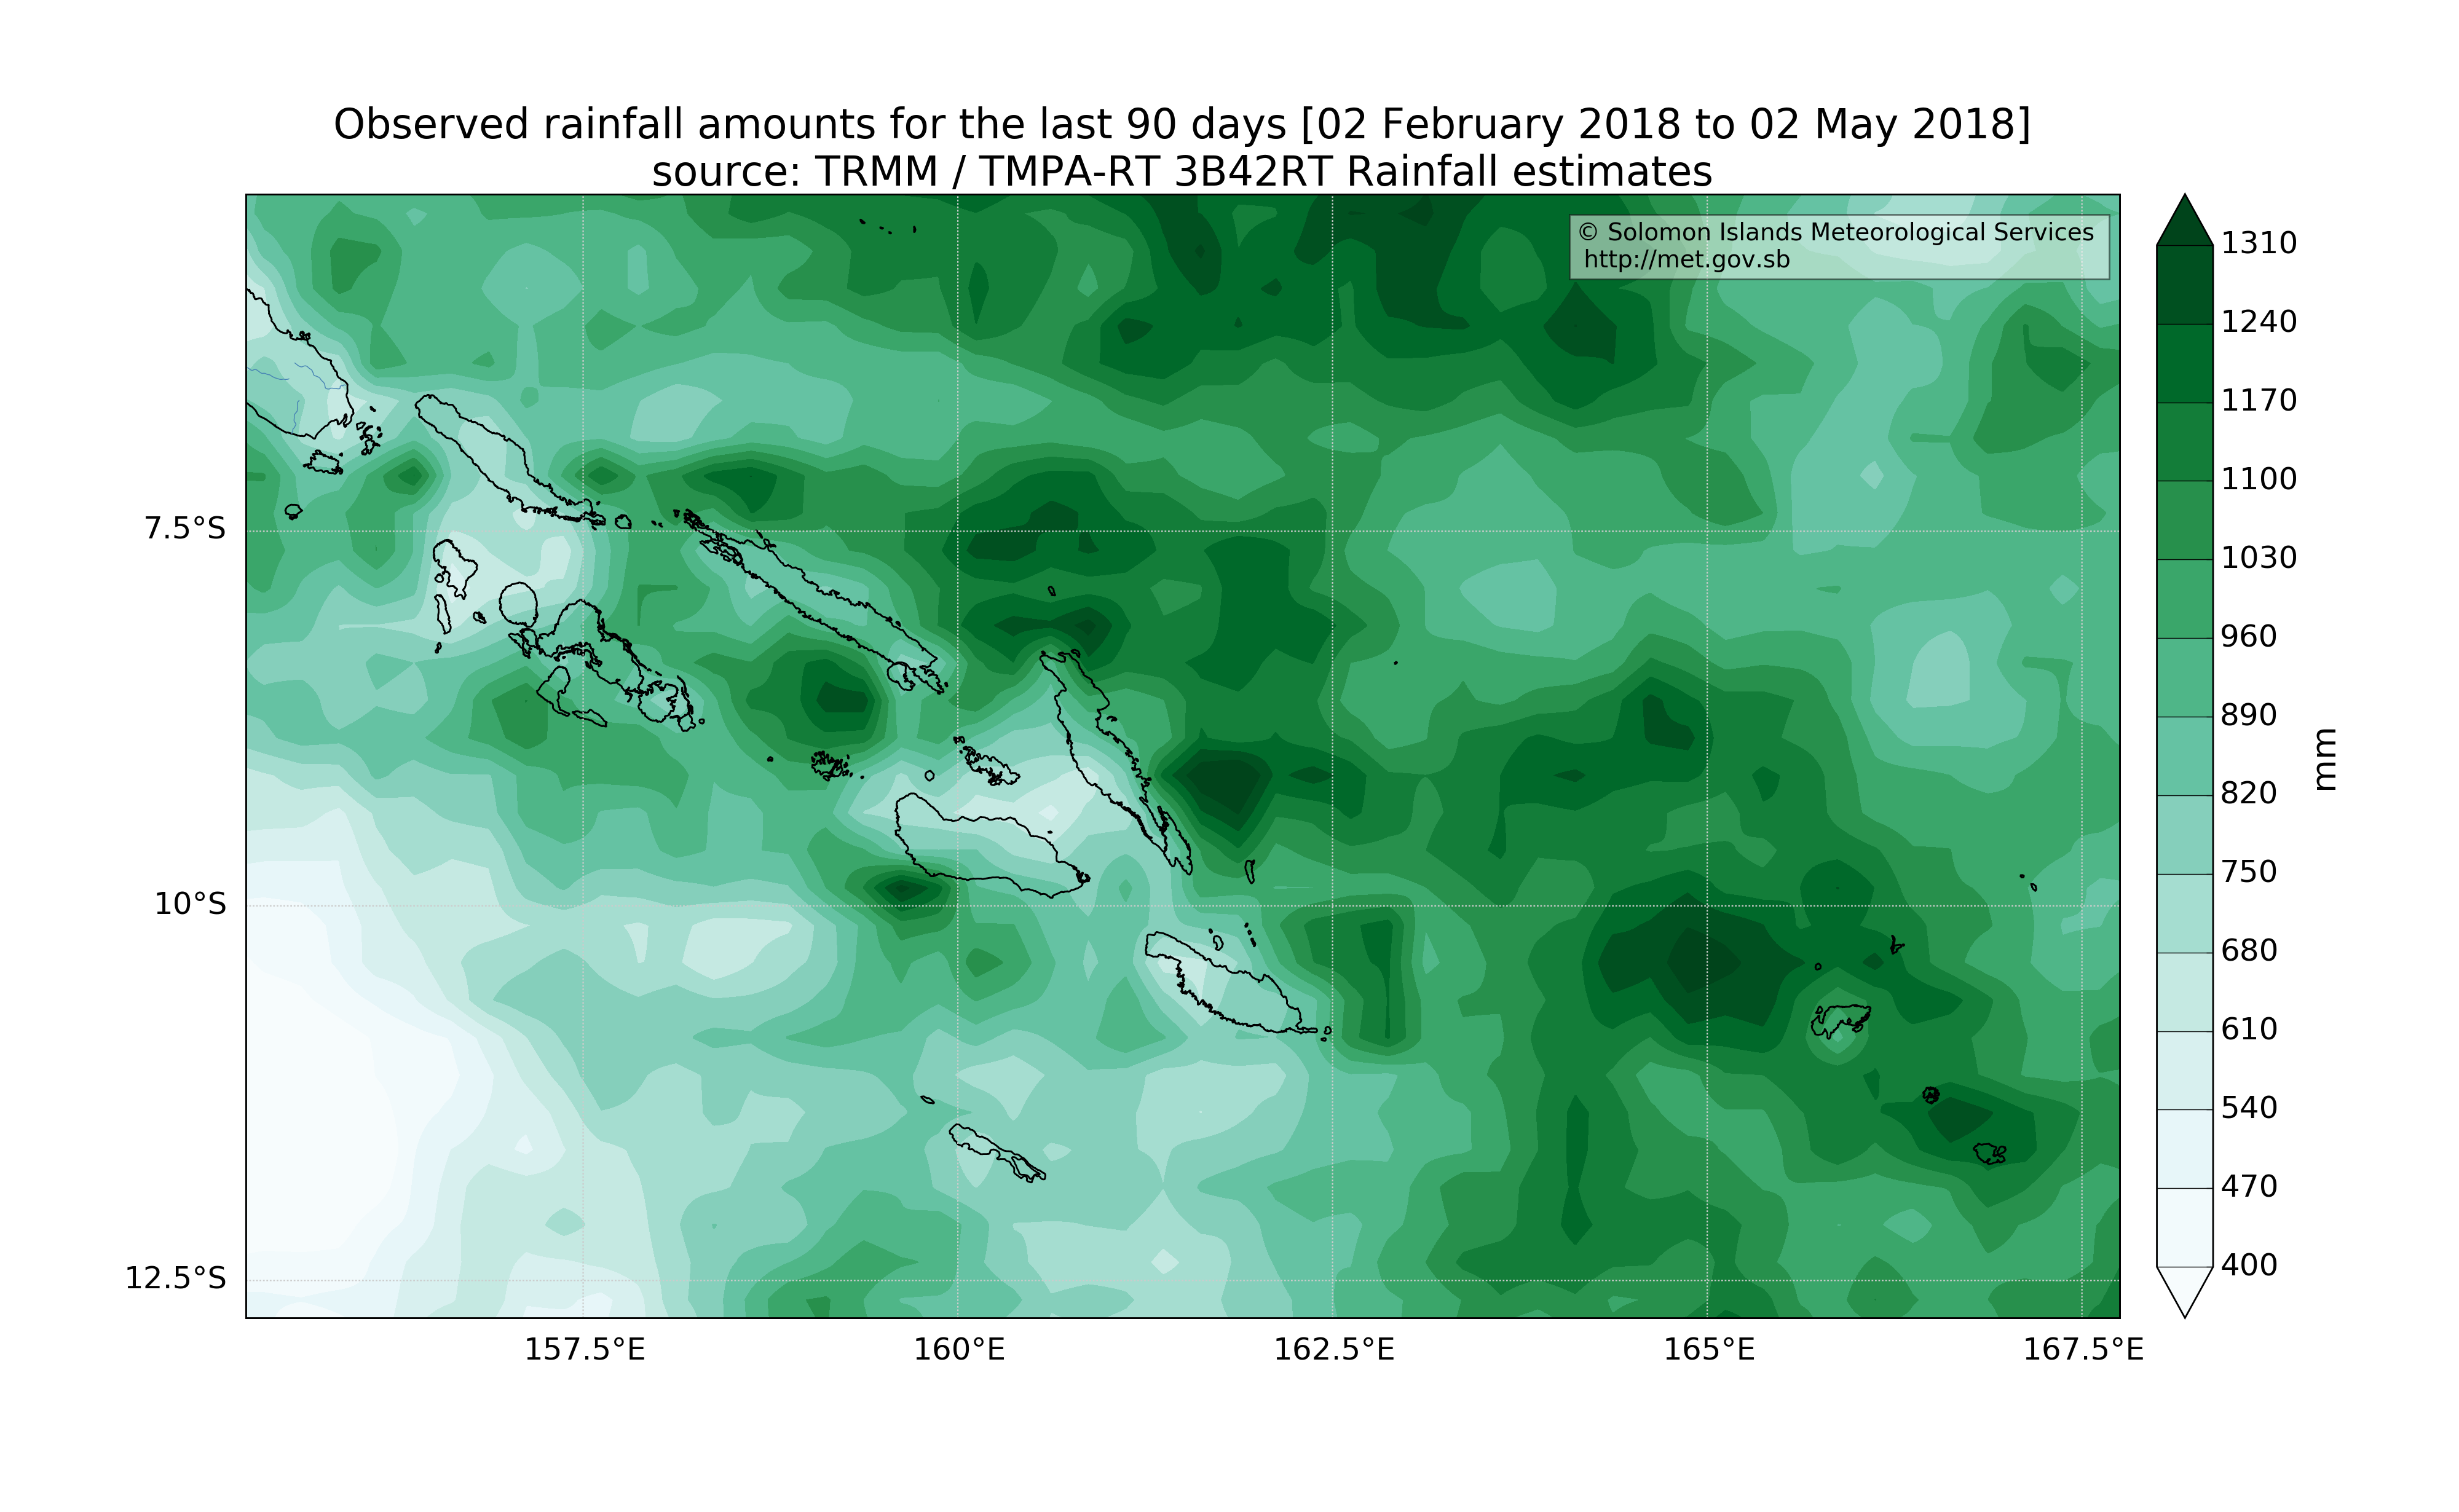 Observed rainfall amounts for the last 90 days [02 February 2018 to 02 May 2018]
source: TRMM / TMPA-RT 3B42RT Rainfall estimates
© Solomon Islands Meteorological Services
http://met.gov.sb
7.5°S
10°S
12.5°S
157.5°E
160°E
162.5°E
165°E
167.5°E
1310
1240
1170
1100
1030
960
890
820
750
680
610
540
470
400
mm